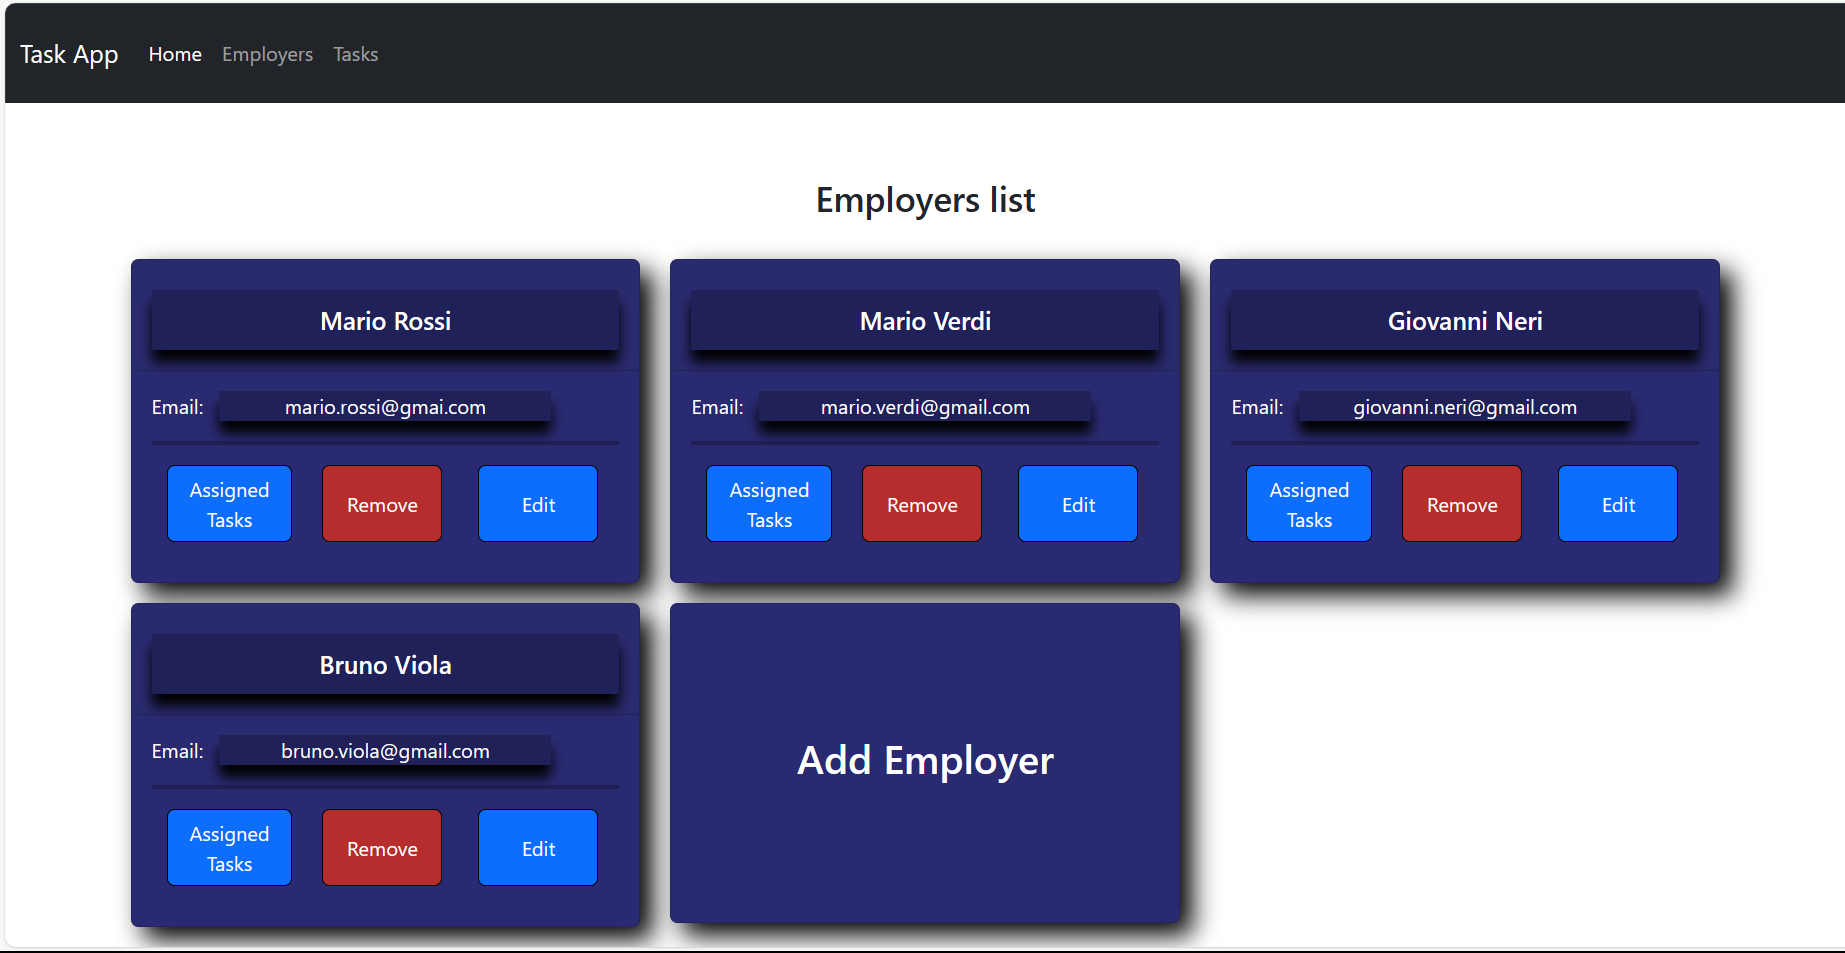 Task App Home Employers Tasks
Employers list
Mario Rossi
Email: mario.rossi@gmai.com
Assigned Tasks
Remove
Edit
Mario Verdi
Email: mario.verdi@gmail.com
Assigned Tasks
Remove
Edit
Giovanni Neri
Email: giovanni.neri@gmail.com
Assigned Tasks
Remove
Edit
Bruno Viola
Email: bruno.viola@gmail.com
Assigned Tasks
Remove
Edit
Add Employer